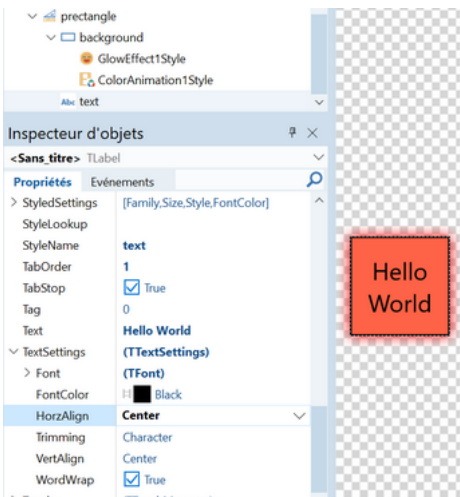 prectangle
background
GlowEffect1Style
ColorAnimation1Style
Abc text
Inspecteur d'objets
<Sans_titre> TLabel
Propriétés Evénements
StyledSettings [Family,Size,Style,FontColor]
StyleLookup
StyleName text
TabOrder 1
TabStop True
Tag 0
Text Hello World
TextSettings (TTextSettings)
Font (TFont)
FontColor Black
HorzAlign Center
Trimming Character
VertAlign Center
WordWrap True
Hello
World